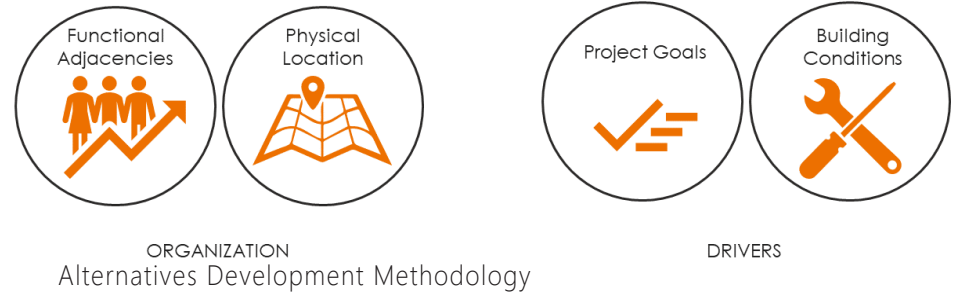 Functional
Adjacencies
Physical
Location
Project Goals
Building
Conditions
ORGANIZATION
DRIVERS
Alternatives Development Methodology